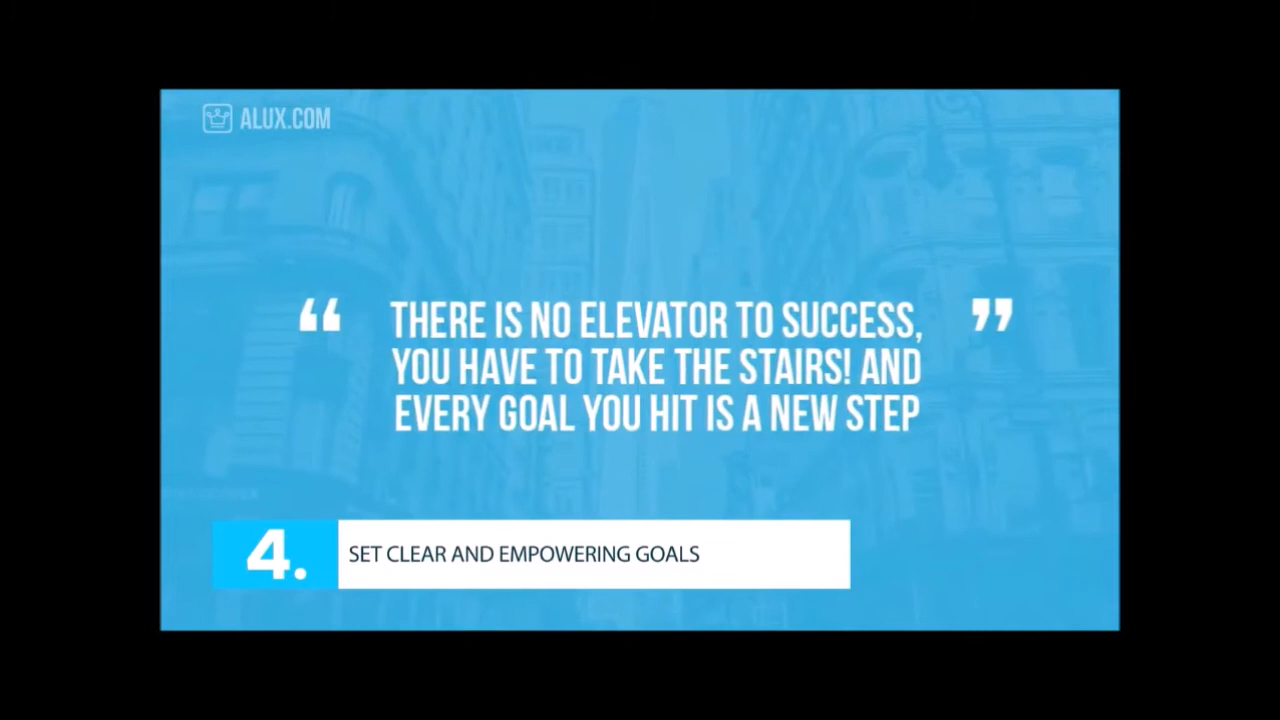 ALUX.COM
“ THERE IS NO ELEVATOR TO SUCCESS, ”
YOU HAVE TO TAKE THE STAIRS! AND
EVERY GOAL YOU HIT IS A NEW STEP
4. SET CLEAR AND EMPOWERING GOALS